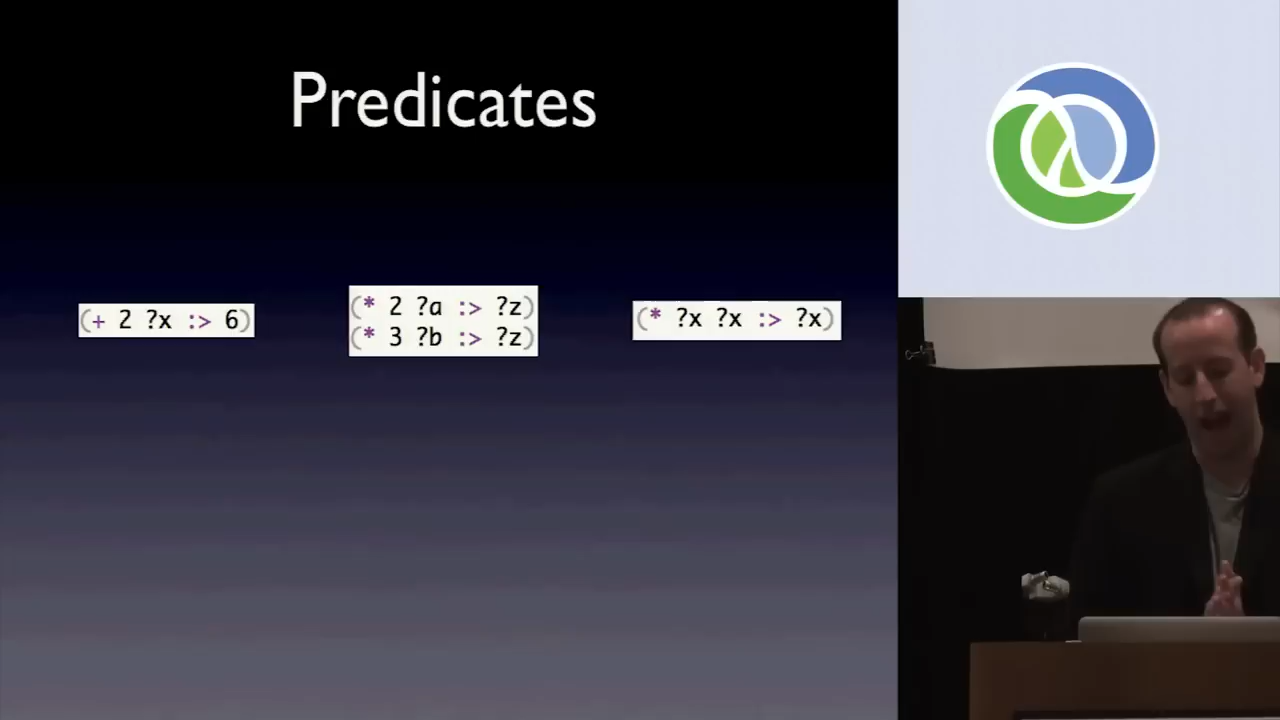 Predicates
(+ 2 ?x :> 6)
(* 2 ?a :> ?z)
(* 3 ?b :> ?z)
(* ?x ?x :> ?x)